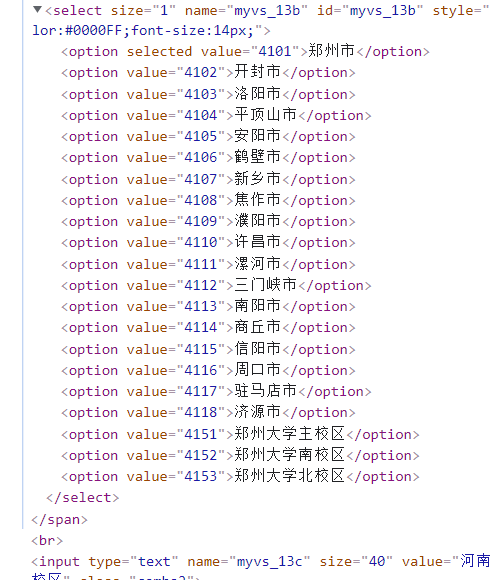 ▼<select size="1" name="myvs_13b" id="myvs_13b" style="
lor:#0000FF;font-size:14px;">
<option selected value="4101">郑州市</option>
<option value="4102">开封市</option>
<option value="4103">洛阳市</option>
<option value="4104">平顶山市</option>
<option value="4105">安阳市</option>
<option value="4106">鹤壁市</option>
<option value="4107">新乡市</option>
<option value="4108">焦作市</option>
<option value="4109">濮阳市</option>
<option value="4110">许昌市</option>
<option value="4111">漯河市</option>
<option value="4112">三门峡市</option>
<option value="4113">南阳市</option>
<option value="4114">商丘市</option>
<option value="4115">信阳市</option>
<option value="4116">周口市</option>
<option value="4117">驻马店市</option>
<option value="4118">济源市</option>
<option value="4151">郑州大学主校区</option>
<option value="4152">郑州大学南校区</option>
<option value="4153">郑州大学北校区</option>
</select>
</span>
<br>
<input type="text" name="myvs_13c" size="40" value="河南
校区" class="